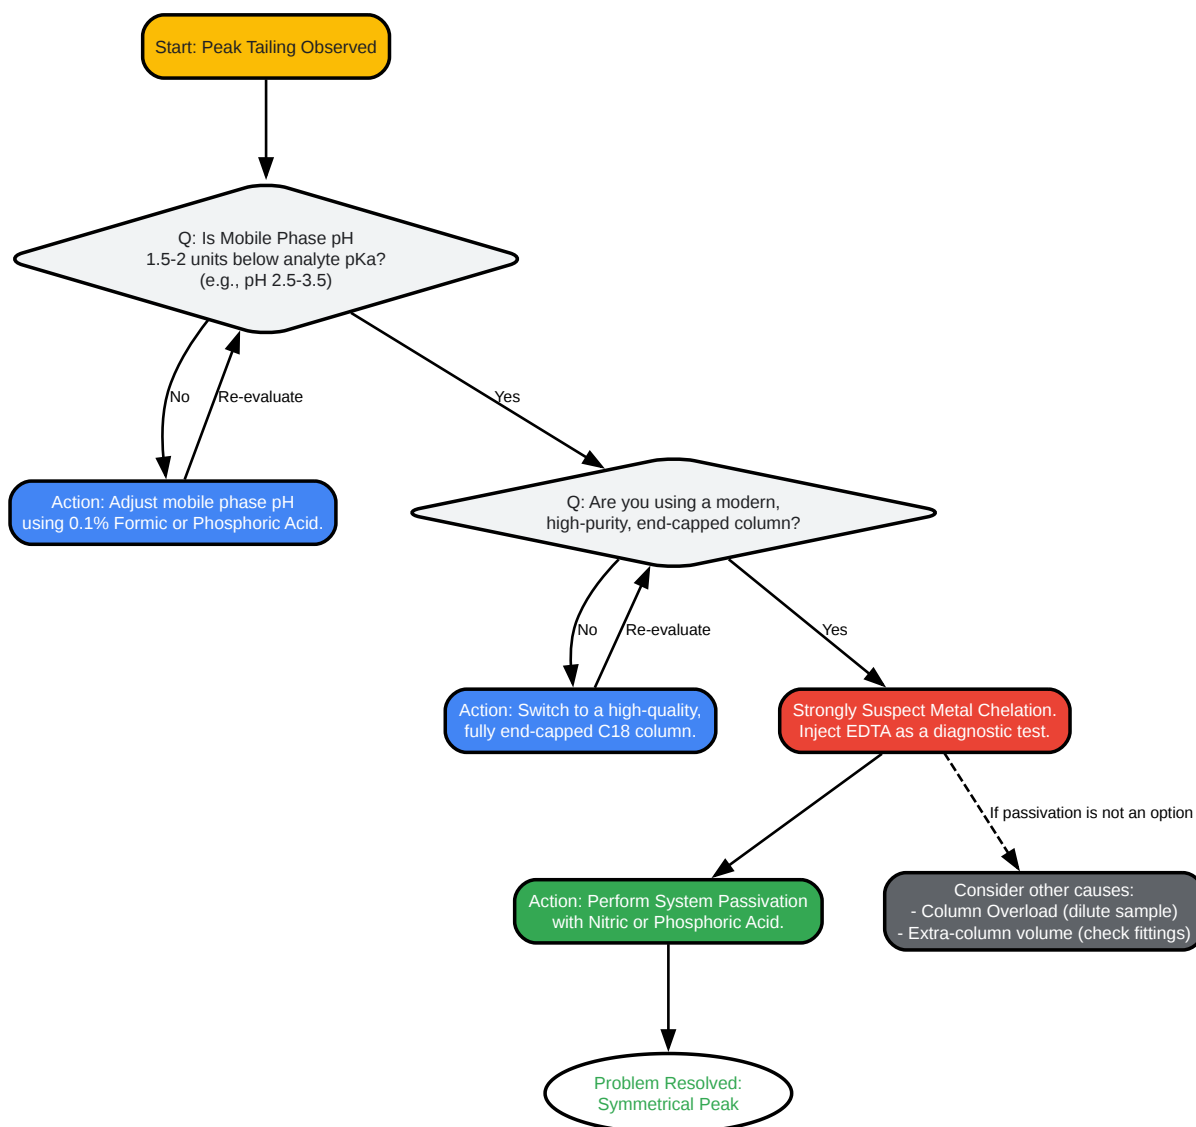 Start: Peak Tailing Observed
Q: Is Mobile Phase pH
1.5-2 units below analyte pKa?
(e.g., pH 2.5-3.5)
No
Re-evaluate
Yes
Action: Adjust mobile phase pH
using 0.1% Formic or Phosphoric Acid.
Q: Are you using a modern,
high-purity, end-capped column?
No
Re-evaluate
Yes
Action: Switch to a high-quality,
fully end-capped C18 column.
Strongly Suspect Metal Chelation.
Inject EDTA as a diagnostic test.
If passivation is not an option
Action: Perform System Passivation
with Nitric or Phosphoric Acid.
Consider other causes:
- Column Overload (dilute sample)
- Extra-column volume (check fittings)
Problem Resolved:
Symmetrical Peak